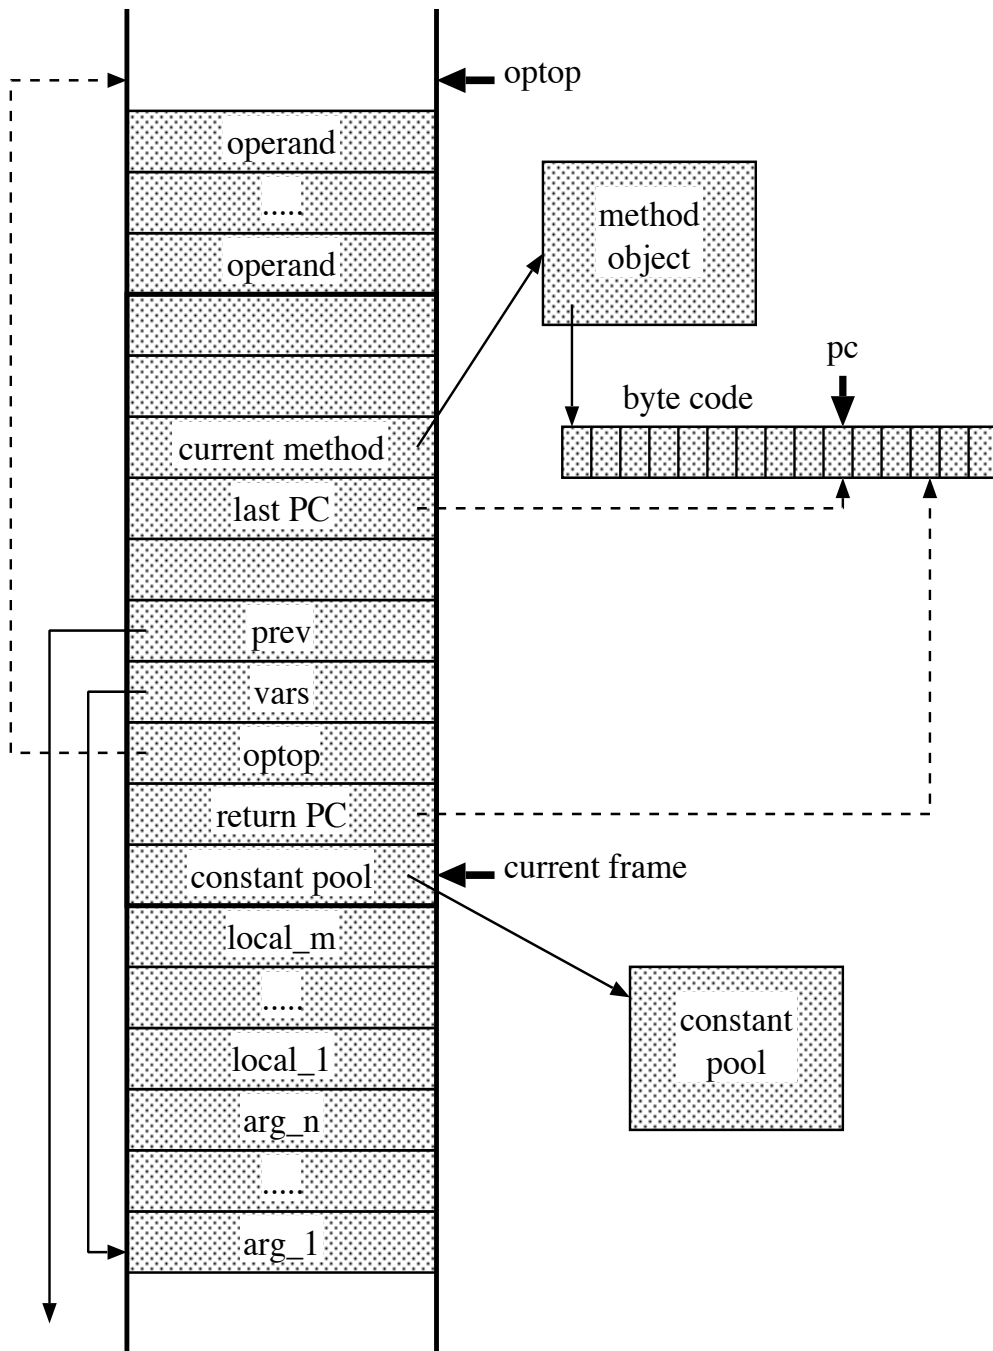 optop
operand
.....
operand
method
object
pc
byte code
current method
last PC
prev
vars
optop
return PC
constant pool
current frame
local_m
.....
local_1
constant
pool
arg_n
.....
arg_1